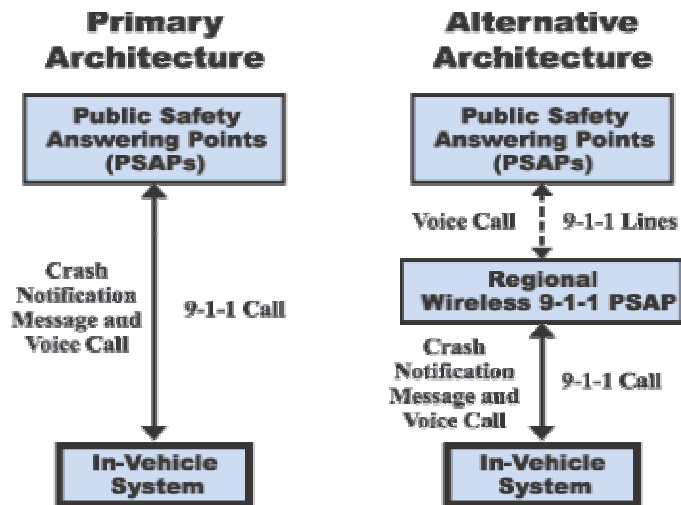 Primary
Architecture
Public Safety
Answering Points
(PSAPs)
Crash
Notification
Message and
Voice Call
9-1-1 Call
In-Vehicle
System
Alternative
Architecture
Public Safety
Answering Points
(PSAPs)
Voice Call
9-1-1 Lines
Regional
Wireless 9-1-1 PSAP
Crash
Notification
Message and
Voice Call
9-1-1 Call
In-Vehicle
System